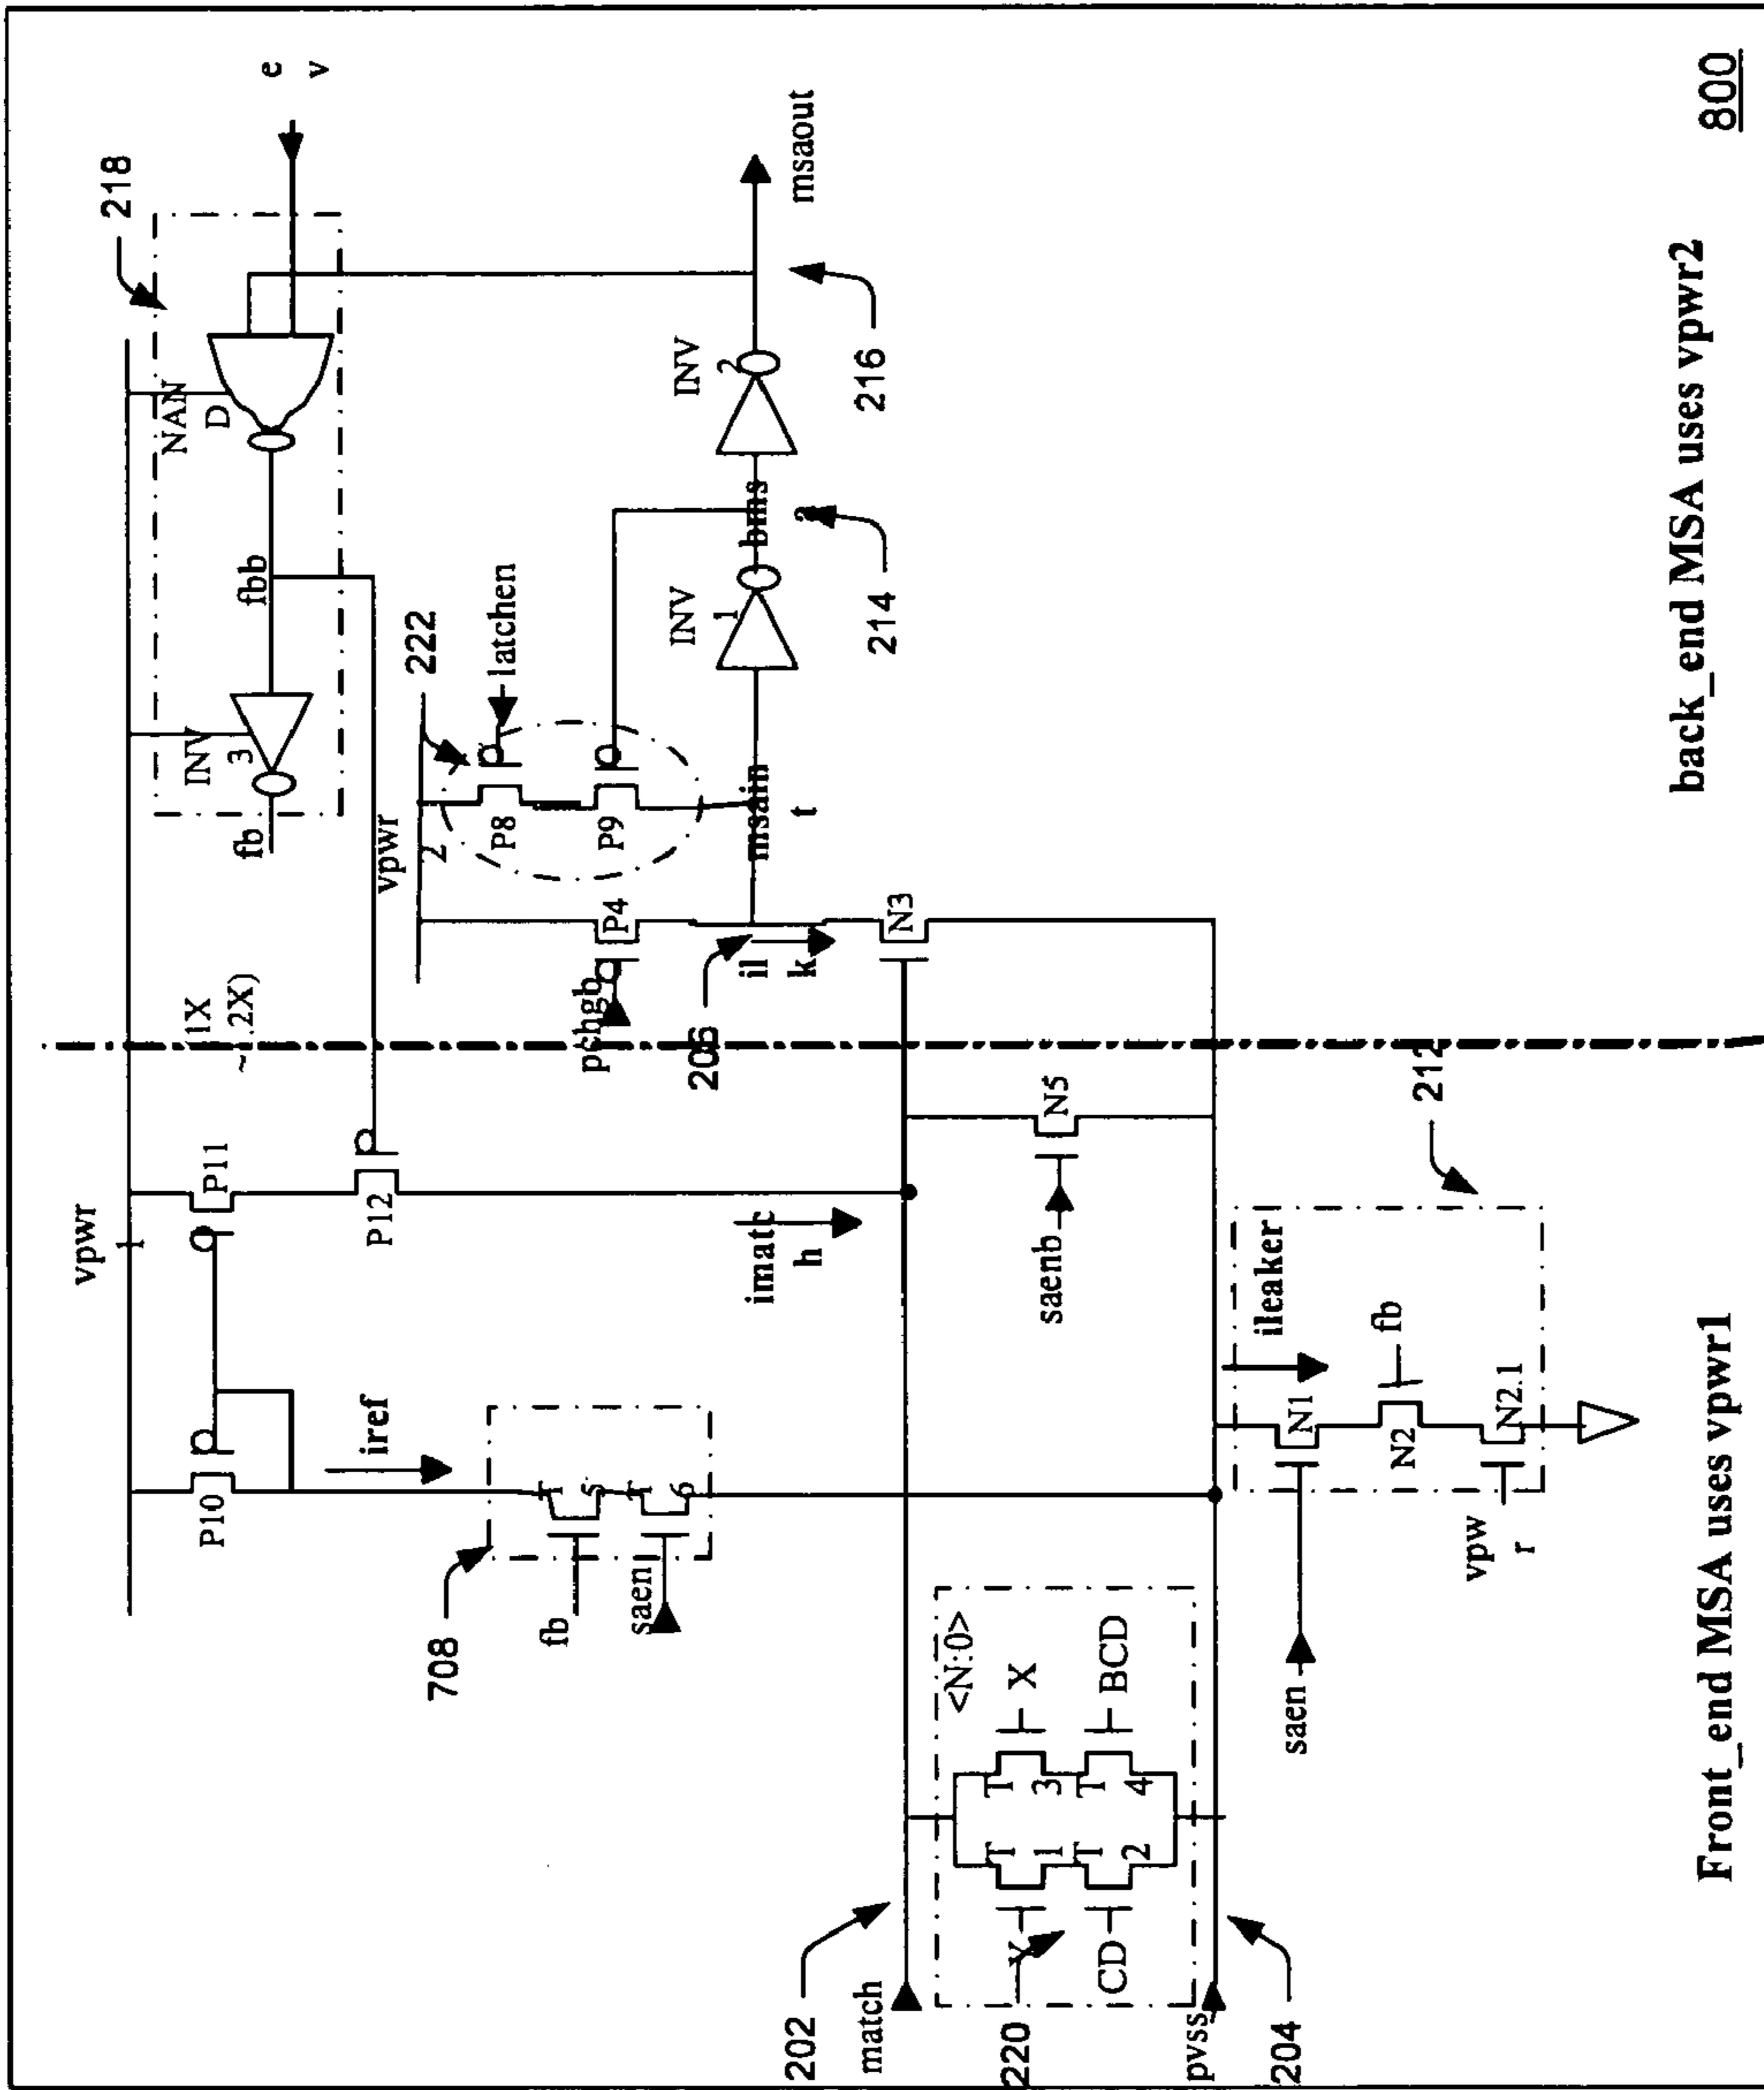 vpwr
1
P10
P11
P12
iref
708
fb
saen
T
5
T
6
1X
~.2X)
218
NAN
D
INV
3
fb
fbb
e
v
vpwr
2
222
P8
P9
latchen
P4
pchgb
206
il
k
msain
t
INV
1
bms
a
214
INV
2
216
msaout
N3
imatc
h
202
match
<N:0>
T
1
T
2
T
3
T
4
X
Y
CD
BCD
220
pvss
204
saenb
N5
212
ileaker
saen
N1
fb
N2
N2.1
vpw
r
Front_end MSA uses vpwr1
back_end MSA uses vpwr2
800